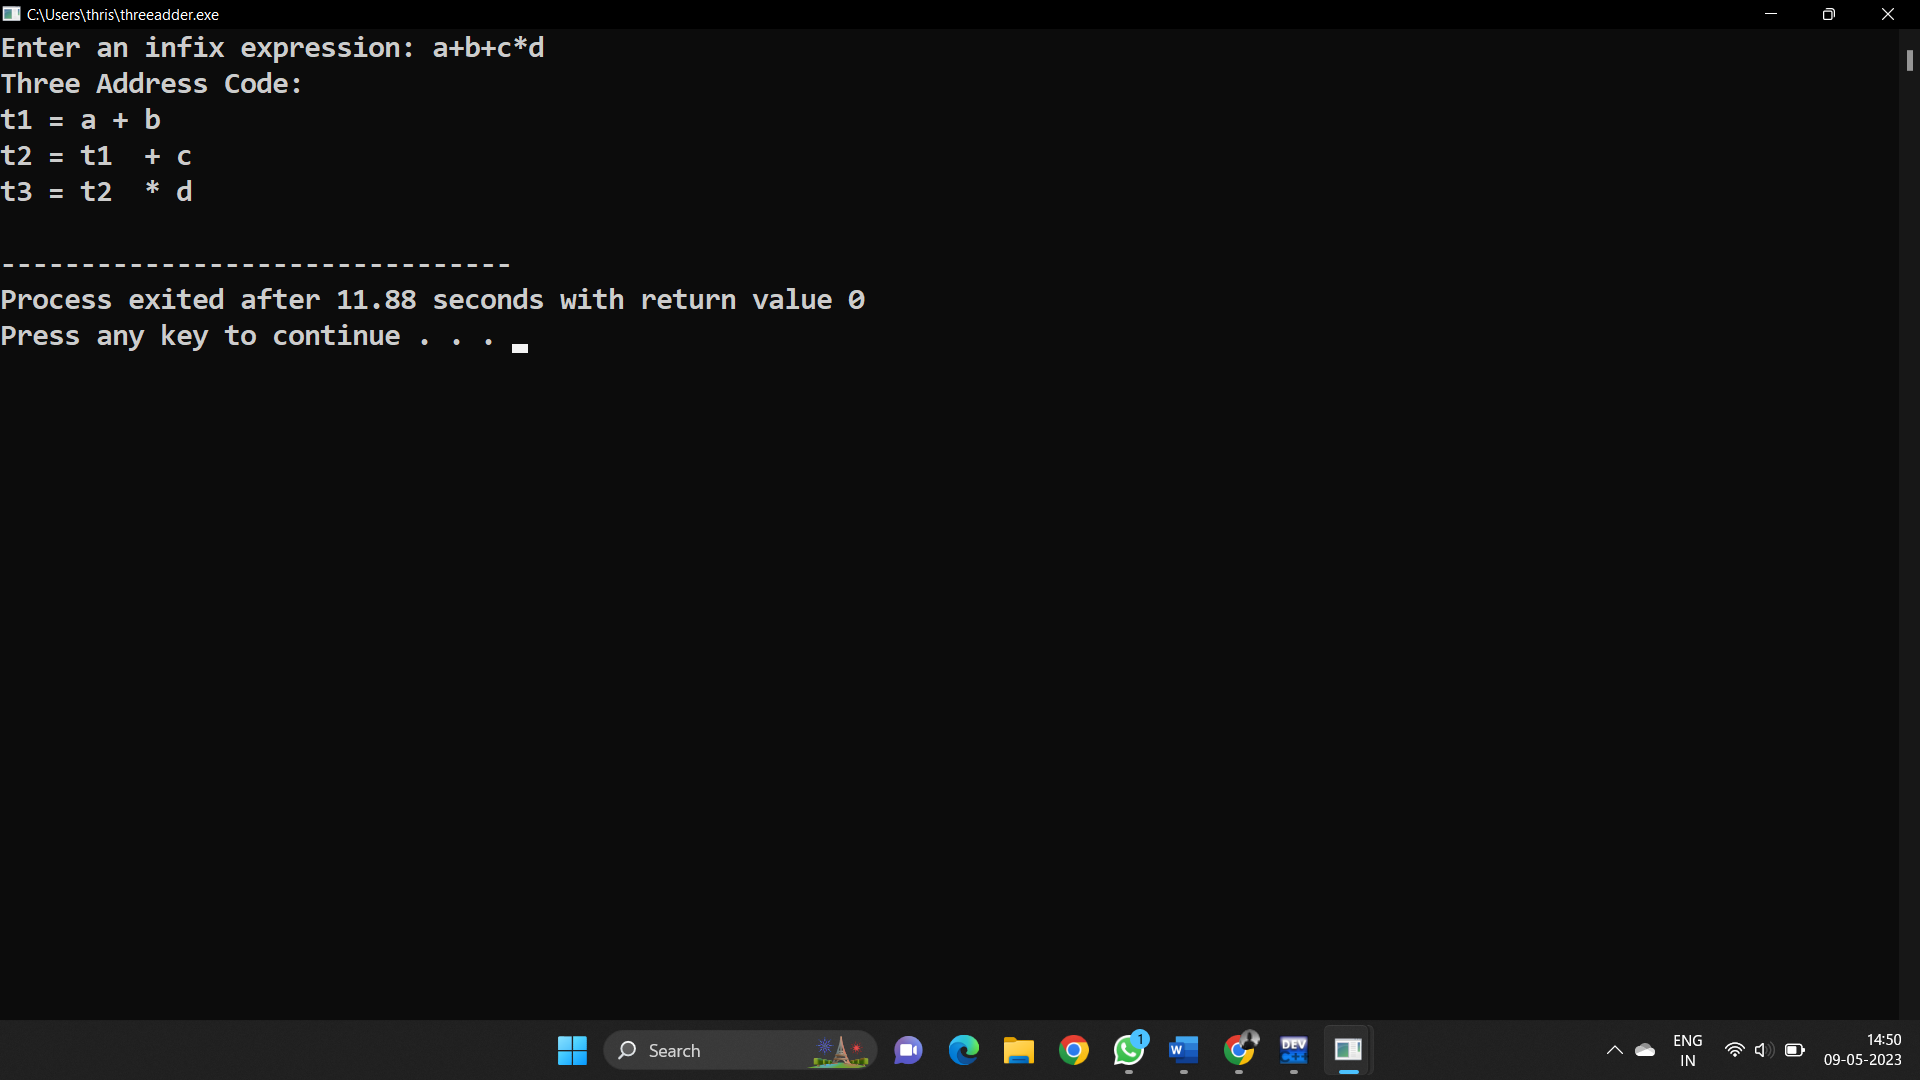 C:\Users\thris\threeadder.exe
Enter an infix expression: a+b+c*d
Three Address Code:
t1 = a + b
t2 = t1  + c
t3 = t2  * d
--------------------------------
Process exited after 11.88 seconds with return value 0
Press any key to continue . . .
Search
1
W
DEV
C++
ENG
IN
14:50
09-05-2023